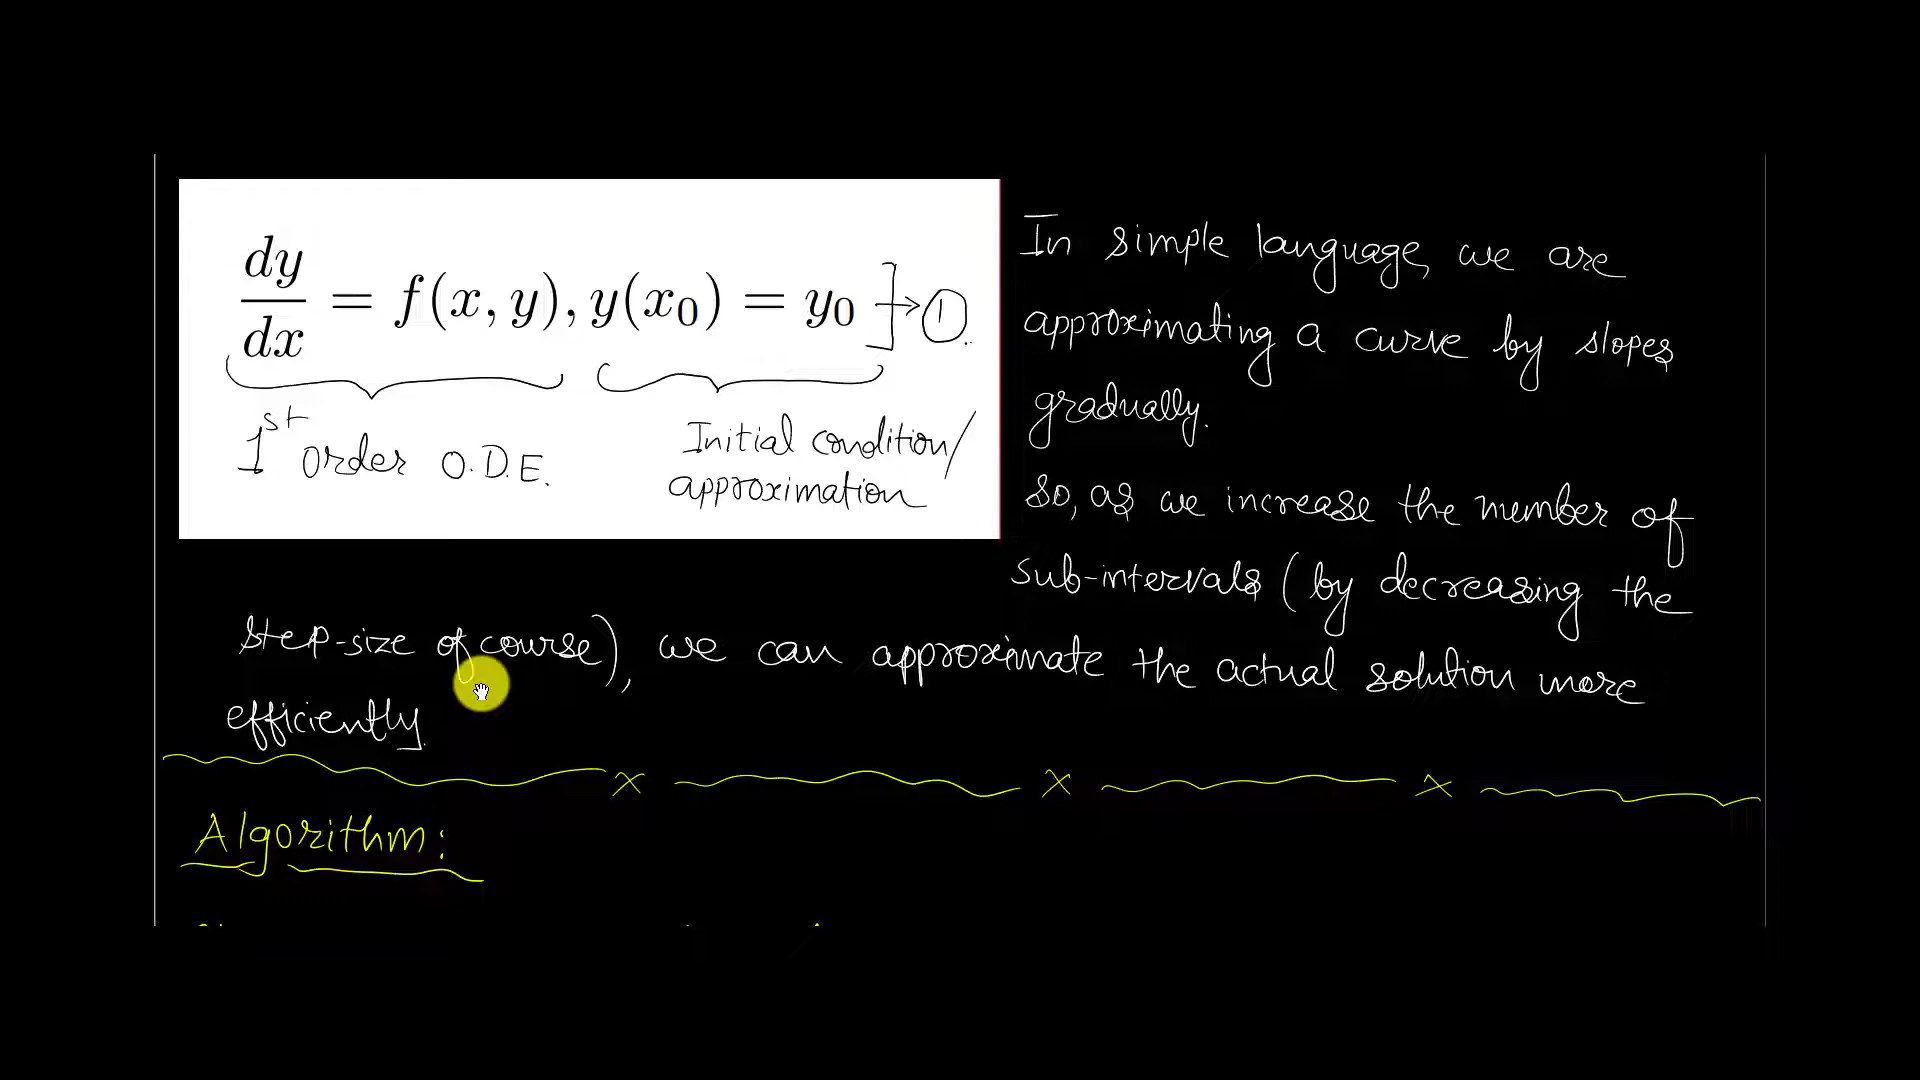 dy/dx = f(x, y), y(x₀) = y₀ ] → ①
1st order O.D.E.
Initial condition/
approximation
In simple language, we are
approximating a curve by slopes
gradually.
So, as we increase the member of
sub-intervals (by decreasing the
step-size of course), we can approximate the actual solution more
efficiently.
x x x
Algorithm: